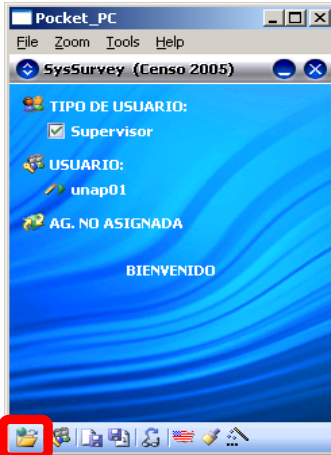 Pocket_PC
File Zoom Tools Help
SysSurvey (Censo 2005)
TIPO DE USUARIO:
Supervisor
USUARIO:
unap01
AG. NO ASIGNADA
BIENVENIDO